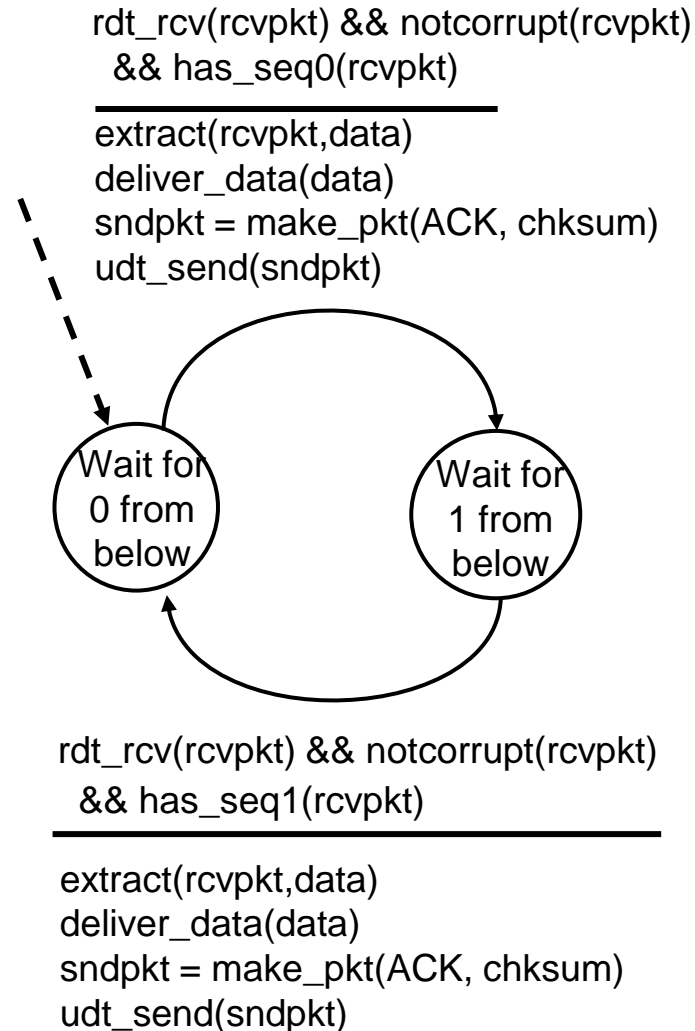 rdt_rcv(rcvpkt) && notcorrupt(rcvpkt)
&& has_seq0(rcvpkt)
extract(rcvpkt,data)
deliver_data(data)
sndpkt = make_pkt(ACK, chksum)
udt_send(sndpkt)
Wait for
0 from
below
Wait for
1 from
below
rdt_rcv(rcvpkt) && notcorrupt(rcvpkt)
&& has_seq1(rcvpkt)
extract(rcvpkt,data)
deliver_data(data)
sndpkt = make_pkt(ACK, chksum)
udt_send(sndpkt)